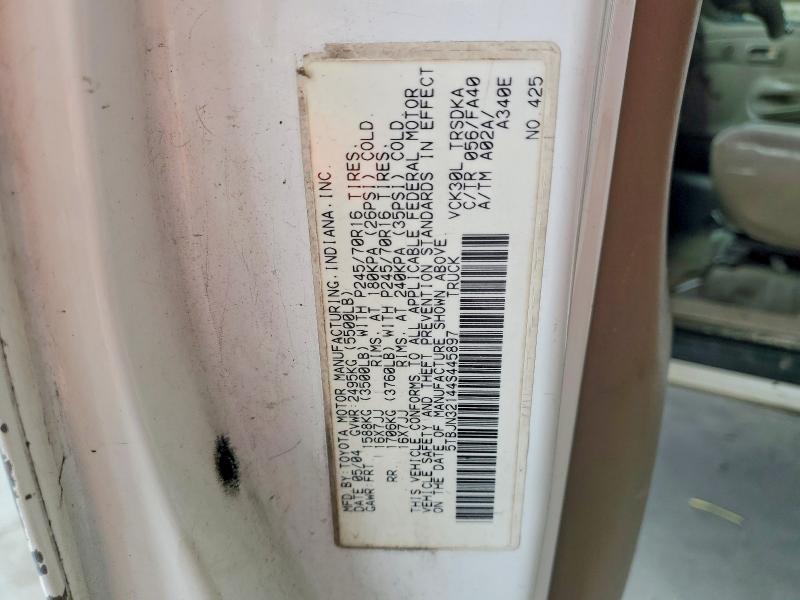 MFD BY: TOYOTA MOTOR MANUFACTURING, INDIANA, INC.
DATE 05/04 GVWR 2495KG (5500LB)
GAWR FRT 1589KG (3500LB) WITH P245/70R16 TIRES,
16X7JJ RIMS, AT 180KPA (26PSI) COLD
RR 1706KG (3760LB) WITH P245/70R16 TIRES,
16X7JJ RIMS, AT 240KPA (35PSI) COLD
THIS VEHICLE CONFORMS TO ALL APPLICABLE FEDERAL MOTOR
VEHICLE SAFETY AND THEFT PREVENTION STANDARDS IN EFFECT
ON THE DATE OF MANUFACTURE SHOWN ABOVE
5TBJN32144S445897 TRUCK
VCK30L TRSDKA
C/TR 056/FA40
A/TM A02A/
A340E
NO 425